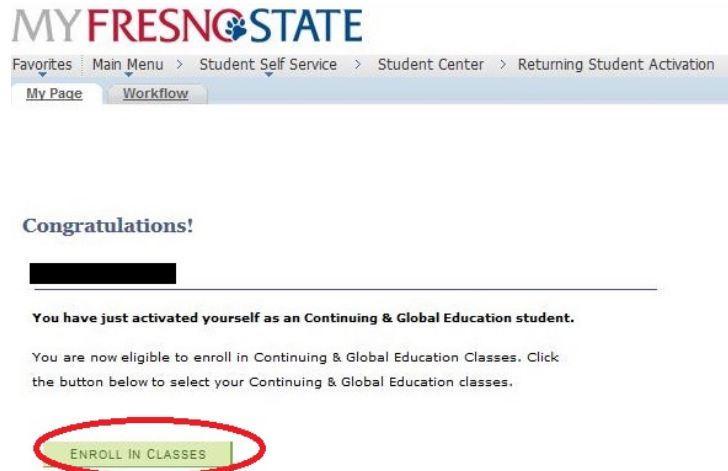 MY FRESNO STATE
Favorites Main Menu > Student Self Service > Student Center > Returning Student Activation
My Page Workflow
Congratulations!
You have just activated yourself as an Continuing & Global Education student.
You are now eligible to enroll in Continuing & Global Education Classes. Click
the button below to select your Continuing & Global Education classes.
ENROLL IN CLASSES